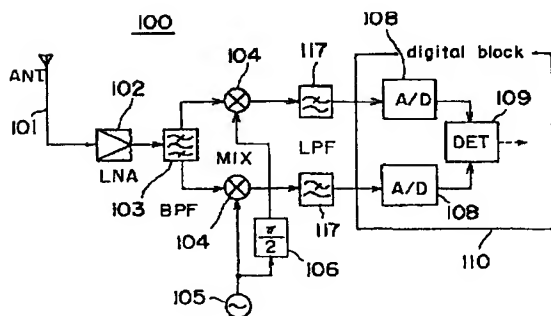 100
ANT
101
102
LNA
103
BPF
104
MIX
104
π/2
106
105
117
LPF
117
108
digital block
A/D
109
DET
A/D
108
110